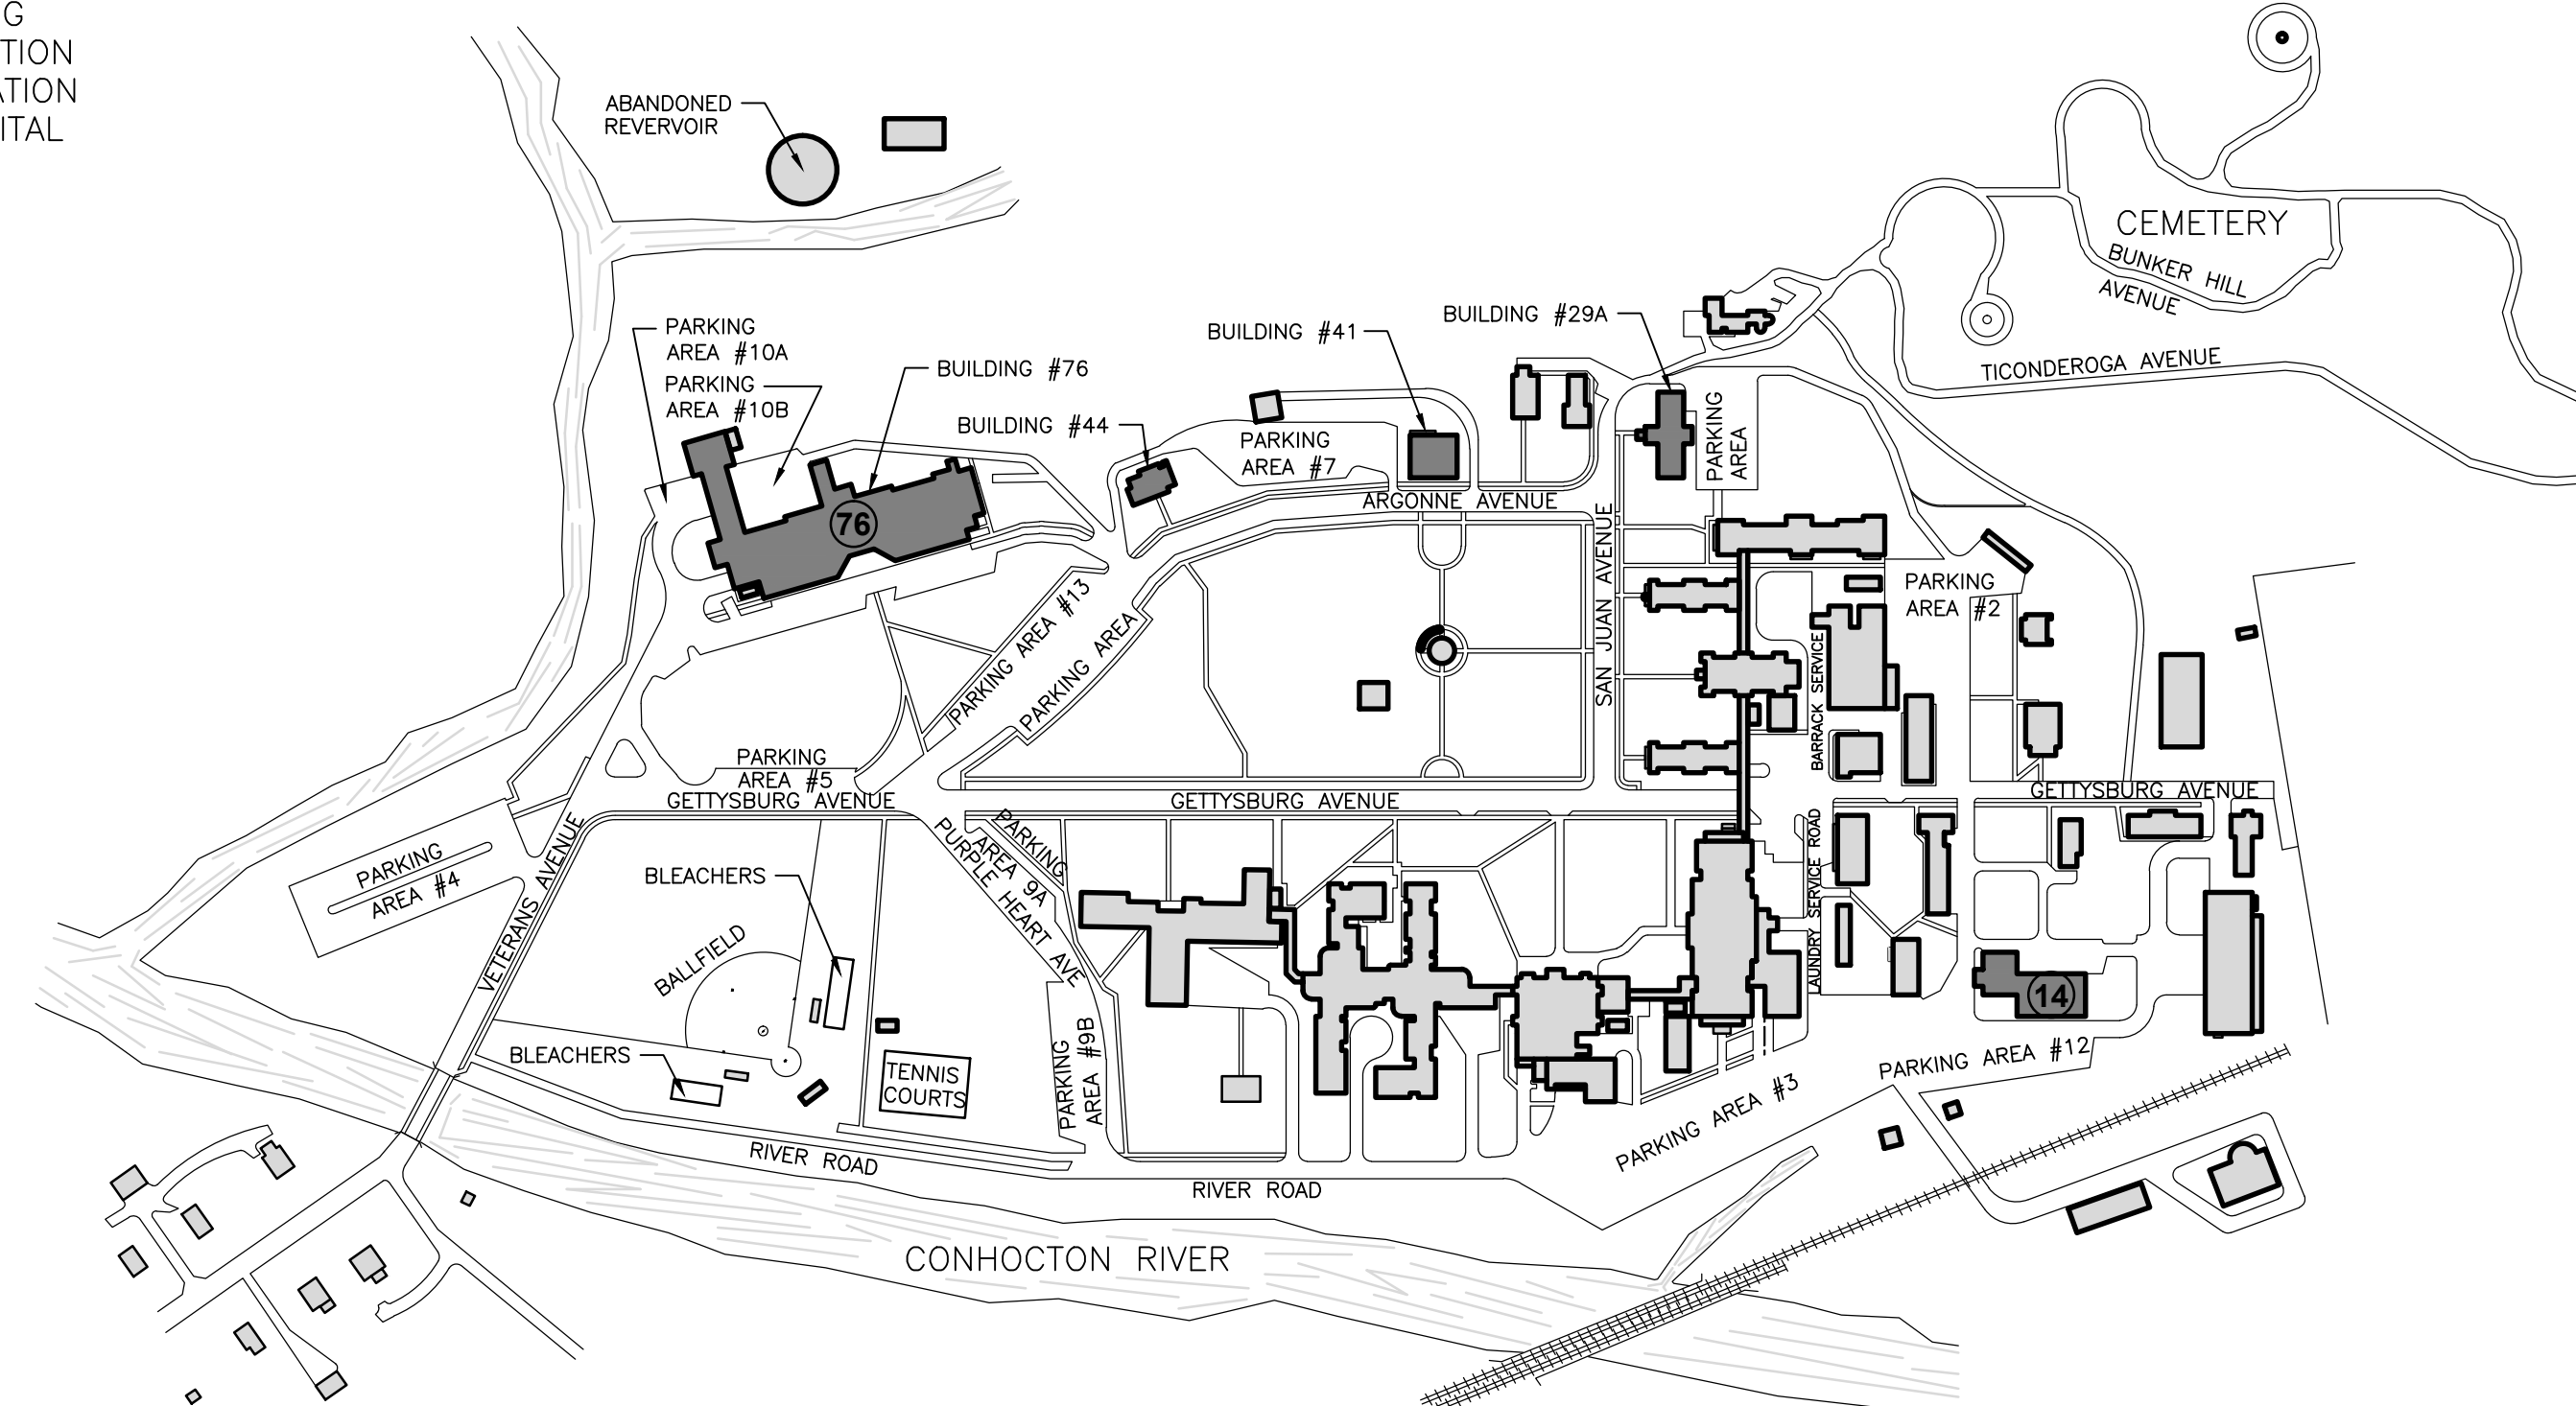 G
TION
ATION
ITAL
ABANDONED
REVERVOIR
CEMETERY
BUNKER HILL
AVENUE
TICONDEROGA AVENUE
PARKING
AREA #10A
PARKING
AREA #10B
BUILDING #76
BUILDING #44
BUILDING #41
BUILDING #29A
PARKING
AREA #7
PARKING
AREA
ARGONNE AVENUE
76
SAN JUAN AVENUE
PARKING AREA #13
PARKING AREA
PARKING
AREA #2
BARRACK SERVICE
PARKING
AREA #5
GETTYSBURG AVENUE
GETTYSBURG AVENUE
GETTYSBURG AVENUE
PARKING
AREA #4
VETERANS AVENUE
BLEACHERS
BALLFIELD
PARKING
AREA 9A
PURPLE HEART AVE
LAUNDRY SERVICE ROAD
14
BLEACHERS
TENNIS
COURTS
PARKING
AREA #9B
PARKING AREA #12
PARKING AREA #3
RIVER ROAD
RIVER ROAD
CONHOCTON RIVER